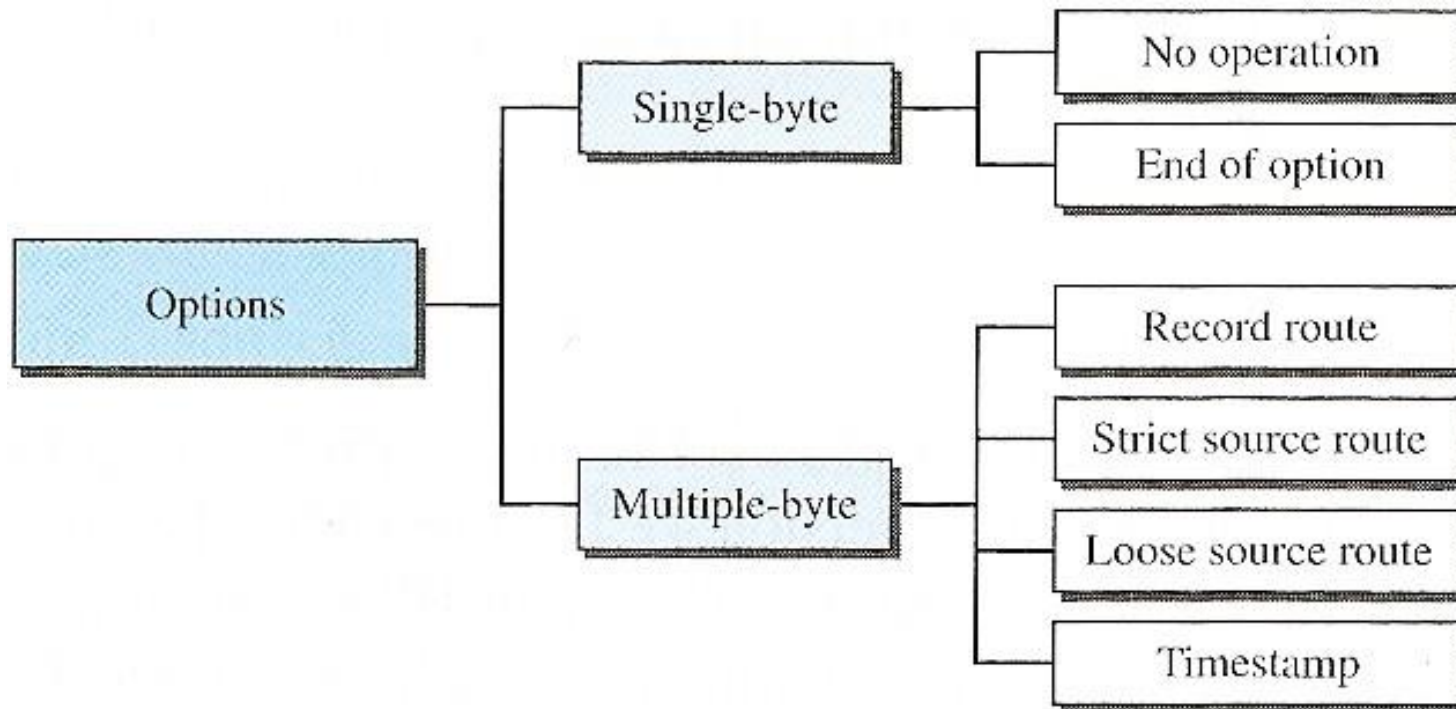 Options
Single-byte
No operation
End of option
Multiple-byte
Record route
Strict source route
Loose source route
Timestamp